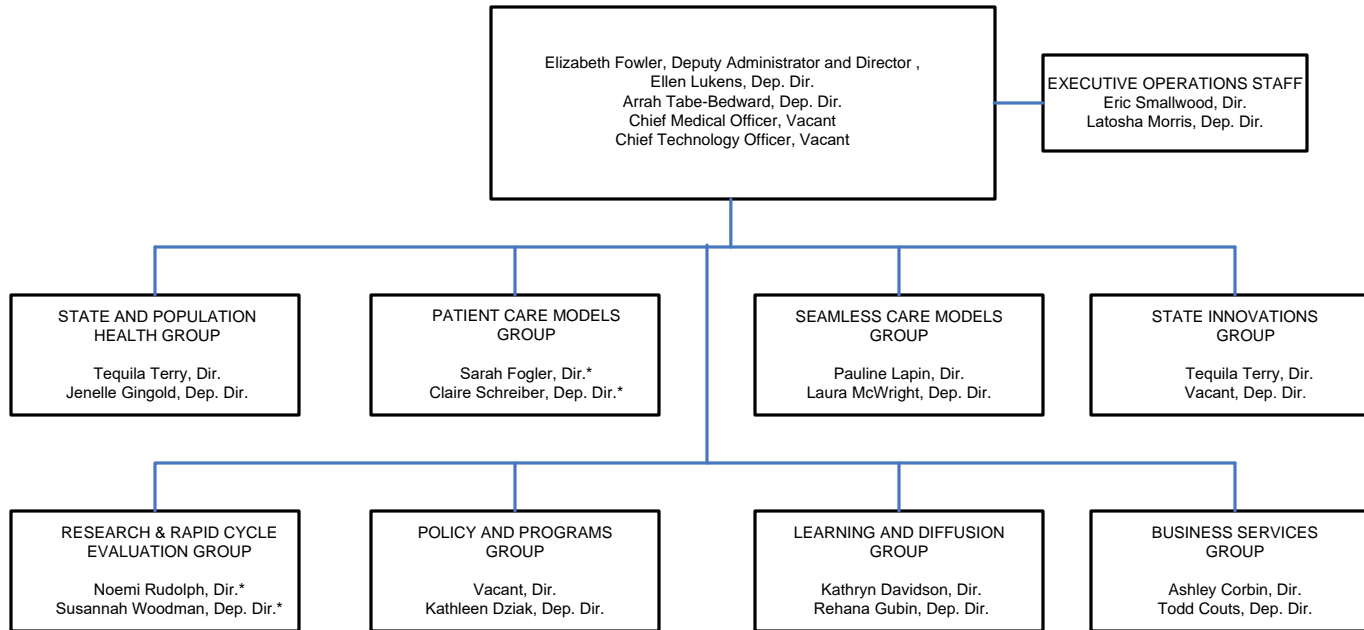 Elizabeth Fowler, Deputy Administrator and Director ,
Ellen Lukens, Dep. Dir.
Arrah Tabe-Bedward, Dep. Dir.
Chief Medical Officer, Vacant
Chief Technology Officer, Vacant
EXECUTIVE OPERATIONS STAFF
Eric Smallwood, Dir.
Latosha Morris, Dep. Dir.
STATE AND POPULATION
HEALTH GROUP
Tequila Terry, Dir.
Jenelle Gingold, Dep. Dir.
PATIENT CARE MODELS
GROUP
Sarah Fogler, Dir.*
Claire Schreiber, Dep. Dir.*
SEAMLESS CARE MODELS
GROUP
Pauline Lapin, Dir.
Laura McWright, Dep. Dir.
STATE INNOVATIONS
GROUP
Tequila Terry, Dir.
Vacant, Dep. Dir.
RESEARCH & RAPID CYCLE
EVALUATION GROUP
Noemi Rudolph, Dir.*
Susannah Woodman, Dep. Dir.*
POLICY AND PROGRAMS
GROUP
Vacant, Dir.
Kathleen Dziak, Dep. Dir.
LEARNING AND DIFFUSION
GROUP
Kathryn Davidson, Dir.
Rehana Gubin, Dep. Dir.
BUSINESS SERVICES
GROUP
Ashley Corbin, Dir.
Todd Couts, Dep. Dir.